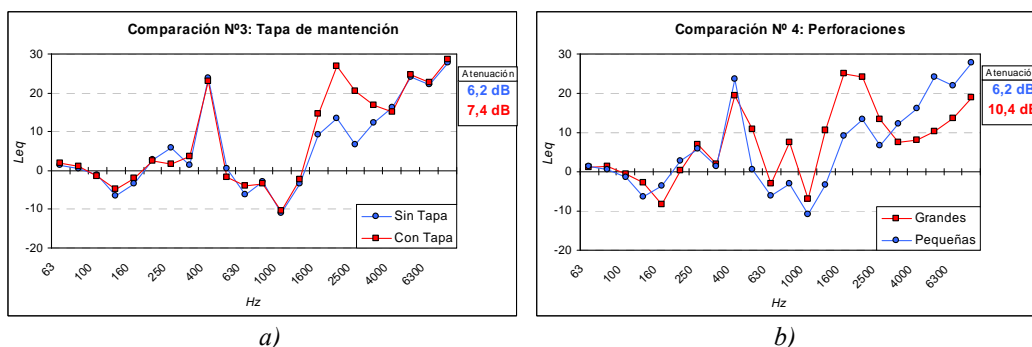 Comparación Nº3: Tapa de mantención
30
20
10
0
-10
-20
Leq
63
100
160
250
400
630
1000
1600
2500
4000
6300
Hz
Sin Tapa
Con Tapa
Atenuación
6,2 dB
7,4 dB
a)
Comparación Nº 4: Perforaciones
30
20
10
0
-10
-20
Leq
63
100
160
250
400
630
1000
1600
2500
4000
6300
Hz
Grandes
Pequeñas
Atenuación
6,2 dB
10,4 dB
b)